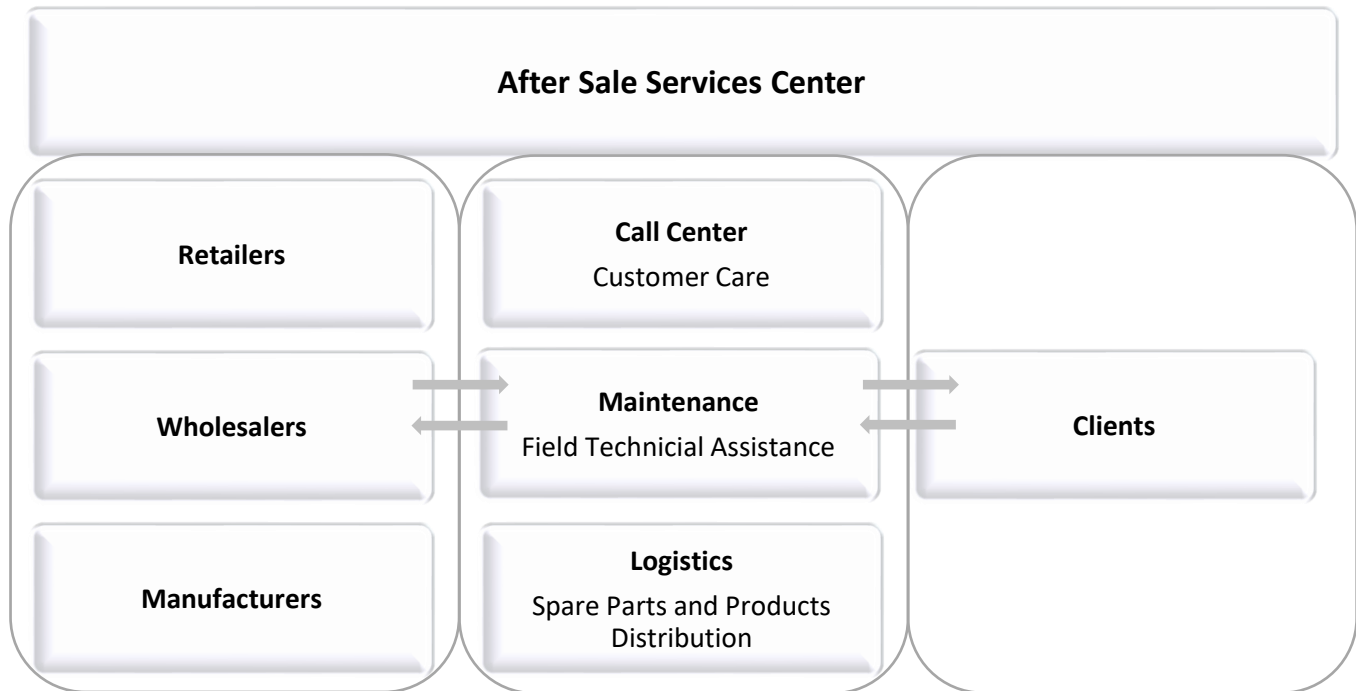 After Sale Services Center
Retailers
Wholesalers
Manufacturers
Call Center
Customer Care
Maintenance
Field Technicial Assistance
Logistics
Spare Parts and Products
Distribution
Clients